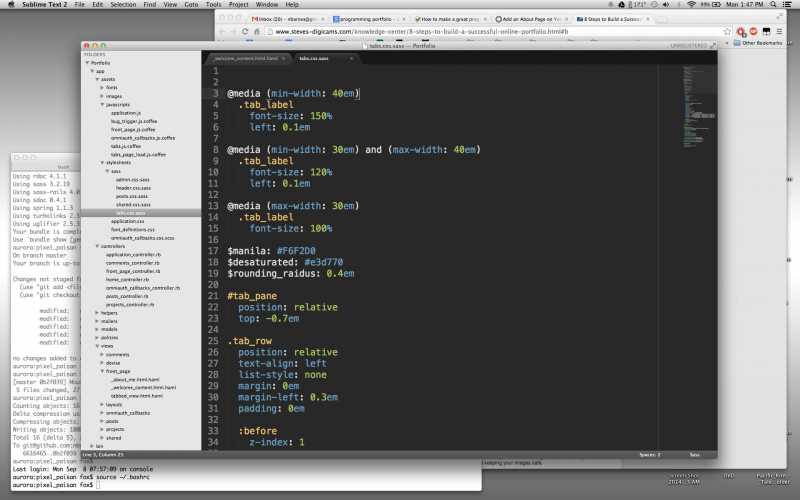 Sublime Text 2 File Edit Selection Find View Goto Tools Project Window Help
171° 99% Mon 1:47 PM
Inbox (20) programming portfolio How to make a great Add an About Page on 8 Steps to Build a Success
www.steves-digicams.com/knowledge-center/8-steps-to-build-a-successful-online-portfolio.html#b
Other Bookmarks
tabs.css.sass — Portfolio
UNREGISTERED
FOLDERS
Portfolio
app
assets
fonts
images
javascripts
application.js
bug_trigger.js.coffee
front_page.js.coffee
omniauth_callbacks.js.coffee
tabs.js.coffee
tabs_page_load.js.coffee
stylesheets
sass
admin.css.sass
header.css.sass
posts.css.sass
shared.css.sass
tabs.css.sass
application.css
font_definitions.css
omniauth_callbacks.css.scss
controllers
application_controller.rb
comments_controller.rb
front_page_controller.rb
home_controller.rb
omnifauth_callbacks_controller.rb
posts_controller.rb
projects_controller.rb
helpers
mailers
models
policies
views
comments
devise
front_page
_about_me.html.haml
_welcome_content.html.haml
tabbed_view.html.haml
layouts
omniauth_callbacks
posts
projects
shared
bin
_welcome_content.html.haml
tabs.css.sass
1
2
3 @media (min-width: 40em)
4 .tab_label
5 font-size: 150%
6 left: 0.1em
7
8 @media (min-width: 30em) and (max-width: 40em)
9 .tab_label
10 font-size: 120%
11 left: 0.1em
12
13 @media (max-width: 30em)
14 .tab_label
15 font-size: 100%
16
17 $manila: #F6F2D0
18 $desaturated: #e3d770
19 $rounding_raidus: 0.4em
20
21 #tab_pane
22 position: relative
23 top: -0.7em
24
25 .tab_row
26 position: relative
27 text-align: left
28 list-style: none
29 margin: 0em
30 margin-left: 0.3em
31 padding: 0em
32
33 :before
34 z-index: 1
Line 3, Column 25
Spaces: 2
Sass
bash
Using rdoc 4.1.1
Using sass 3.2.19
Using sass-rails 4.0
Using sdoc 0.4.1
Using spring 1.1.3
Using turbolinks 2.
Using uglifier 2.5.
Your bundle is comple
Use `bundle show [ge
aurora:pixel_poison
On branch master
Your branch is up-to
Changes not staged f
(use "git add <fil
(use "git checkout
modified:
modified:
modified:
modified:
no changes added to
aurora:pixel_poison
aurora:pixel_poison
[master 0b2f039]
5 files changed, 27
aurora:pixel_poison
Counting objects: 16
Delta compression
Compressing objects:
Writing objects: 100
Total 16 (delta 5),
To git@github.com:
aurora:pixel_poison
Last login: Mon Sep 8 07:57:09 on console
aurora:pixel_poison fox$ source ~/.bashrc
aurora:pixel_poison fox$
keeping your images safe.